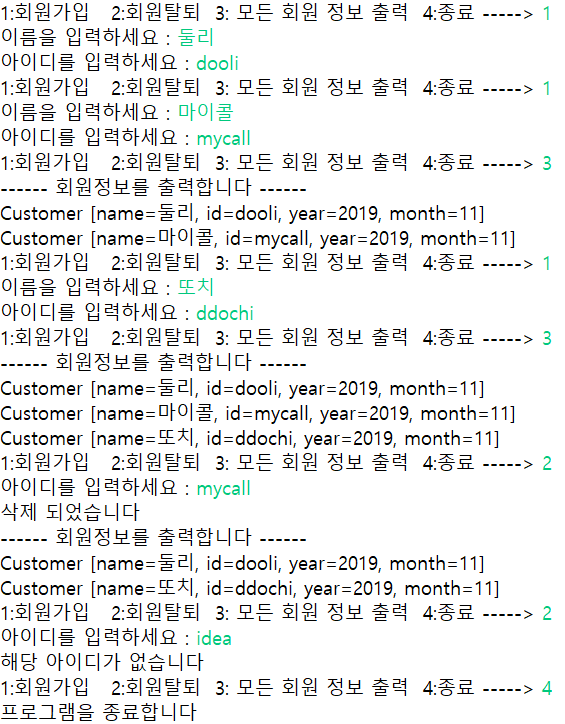 1:회원가입 2:회원탈퇴 3: 모든 회원 정보 출력 4:종료 -----> 1
이름을 입력하세요 : 둘리
아이디를 입력하세요 : dooli
1:회원가입 2:회원탈퇴 3: 모든 회원 정보 출력 4:종료 -----> 1
이름을 입력하세요 : 마이콜
아이디를 입력하세요 : mycall
1:회원가입 2:회원탈퇴 3: 모든 회원 정보 출력 4:종료 -----> 3
------ 회원정보를 출력합니다 ------
Customer [name=둘리, id=dooli, year=2019, month=11]
Customer [name=마이콜, id=mycall, year=2019, month=11]
1:회원가입 2:회원탈퇴 3: 모든 회원 정보 출력 4:종료 -----> 1
이름을 입력하세요 : 또치
아이디를 입력하세요 : ddochi
1:회원가입 2:회원탈퇴 3: 모든 회원 정보 출력 4:종료 -----> 3
------ 회원정보를 출력합니다 ------
Customer [name=둘리, id=dooli, year=2019, month=11]
Customer [name=마이콜, id=mycall, year=2019, month=11]
Customer [name=또치, id=ddochi, year=2019, month=11]
1:회원가입 2:회원탈퇴 3: 모든 회원 정보 출력 4:종료 -----> 2
아이디를 입력하세요 : mycall
삭제 되었습니다
------ 회원정보를 출력합니다 ------
Customer [name=둘리, id=dooli, year=2019, month=11]
Customer [name=또치, id=ddochi, year=2019, month=11]
1:회원가입 2:회원탈퇴 3: 모든 회원 정보 출력 4:종료 -----> 2
아이디를 입력하세요 : idea
해당 아이디가 없습니다
1:회원가입 2:회원탈퇴 3: 모든 회원 정보 출력 4:종료 -----> 4
프로그램을 종료합니다